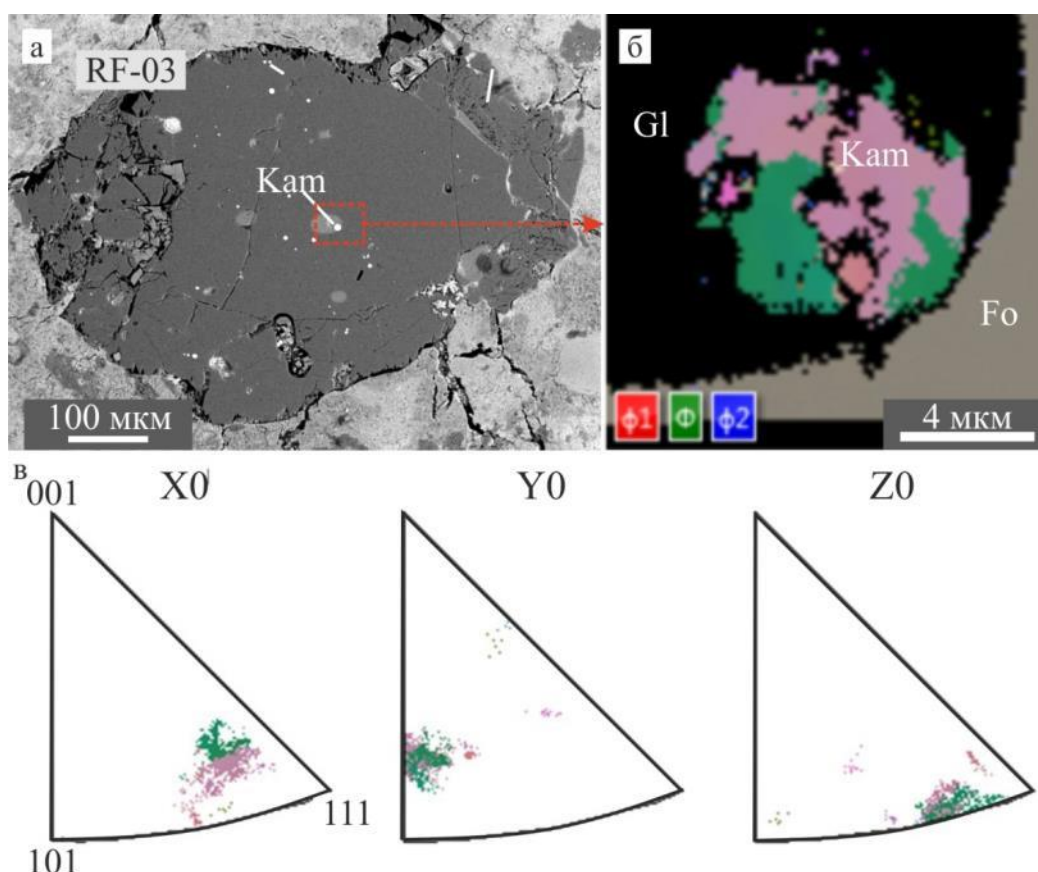 а
RF-03
Kam
100 мкм
б
Gl
Kam
Fo
ϕ1 Φ ϕ2
4 мкм
в
001
X0
Y0
Z0
111
101